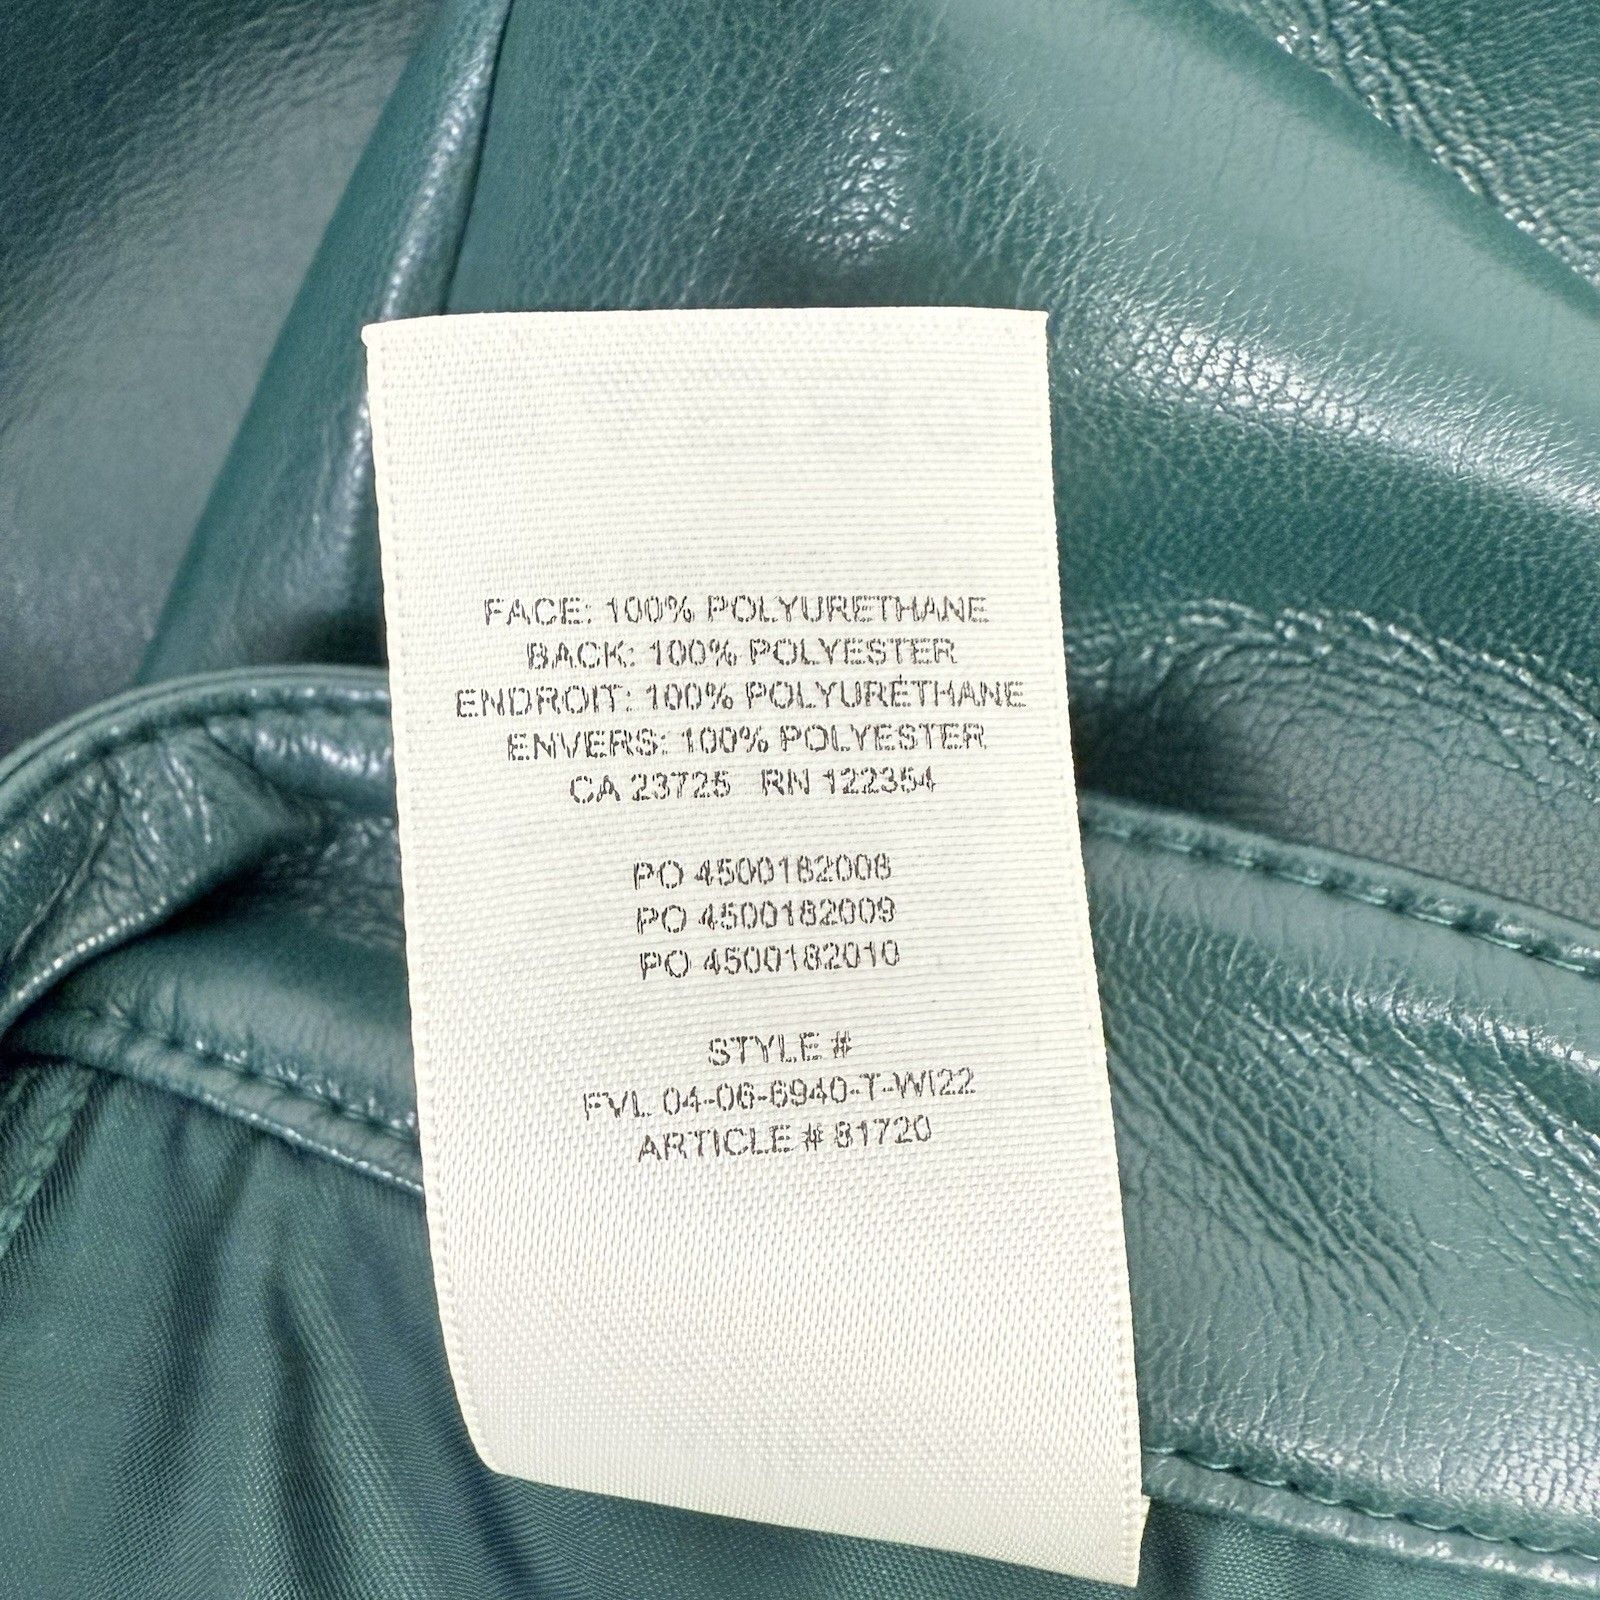 FACE: 100% POLYURETHANE
BACK: 100% POLYESTER
ENDROIT: 100% POLYURÉTHANE
ENVERS: 100% POLYESTER
CA 23725 RN 122354
PO 4500182008
PO 4500182009
PO 4500182010
STYLE #
FVL 04-06-6940-T-WI22
ARTICLE # 81720